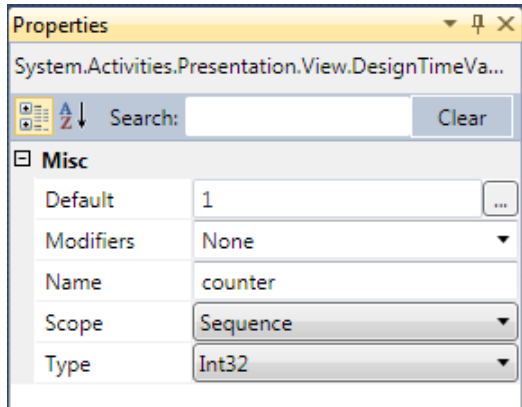 Properties
System.Activities.Presentation.View.DesignTimeVa...
A Z Search: Clear
Misc
Default 1 ...
Modifiers None
Name counter
Scope Sequence
Type Int32